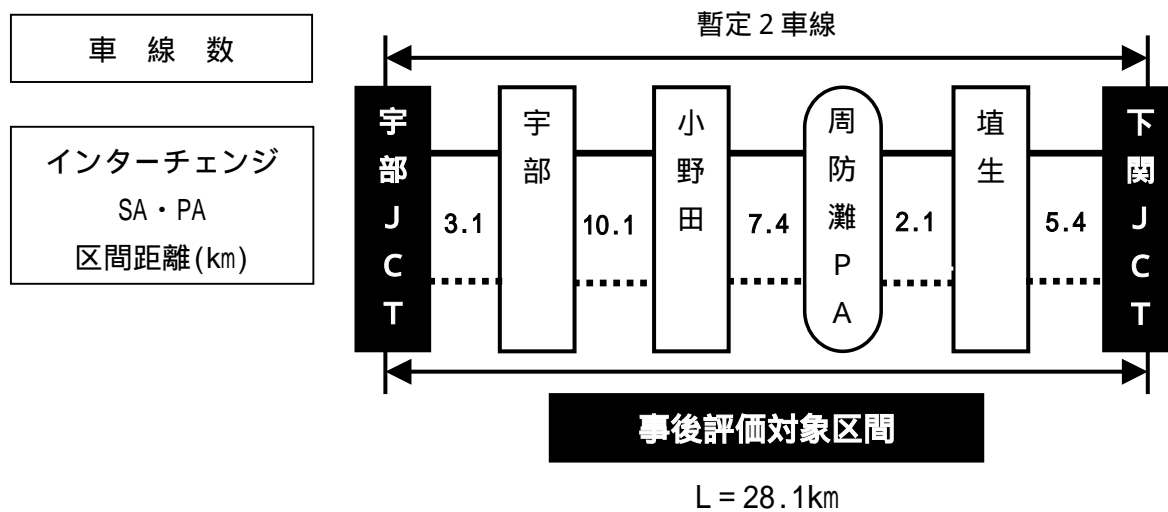 車 線 数
インターチェンジ
SA・PA
区間距離(km)
暫定2車線
宇部JCT
3.1
宇部
10.1
小野田
7.4
周防灘PA
2.1
埴生
5.4
下関JCT
事後評価対象区間
L=28.1km